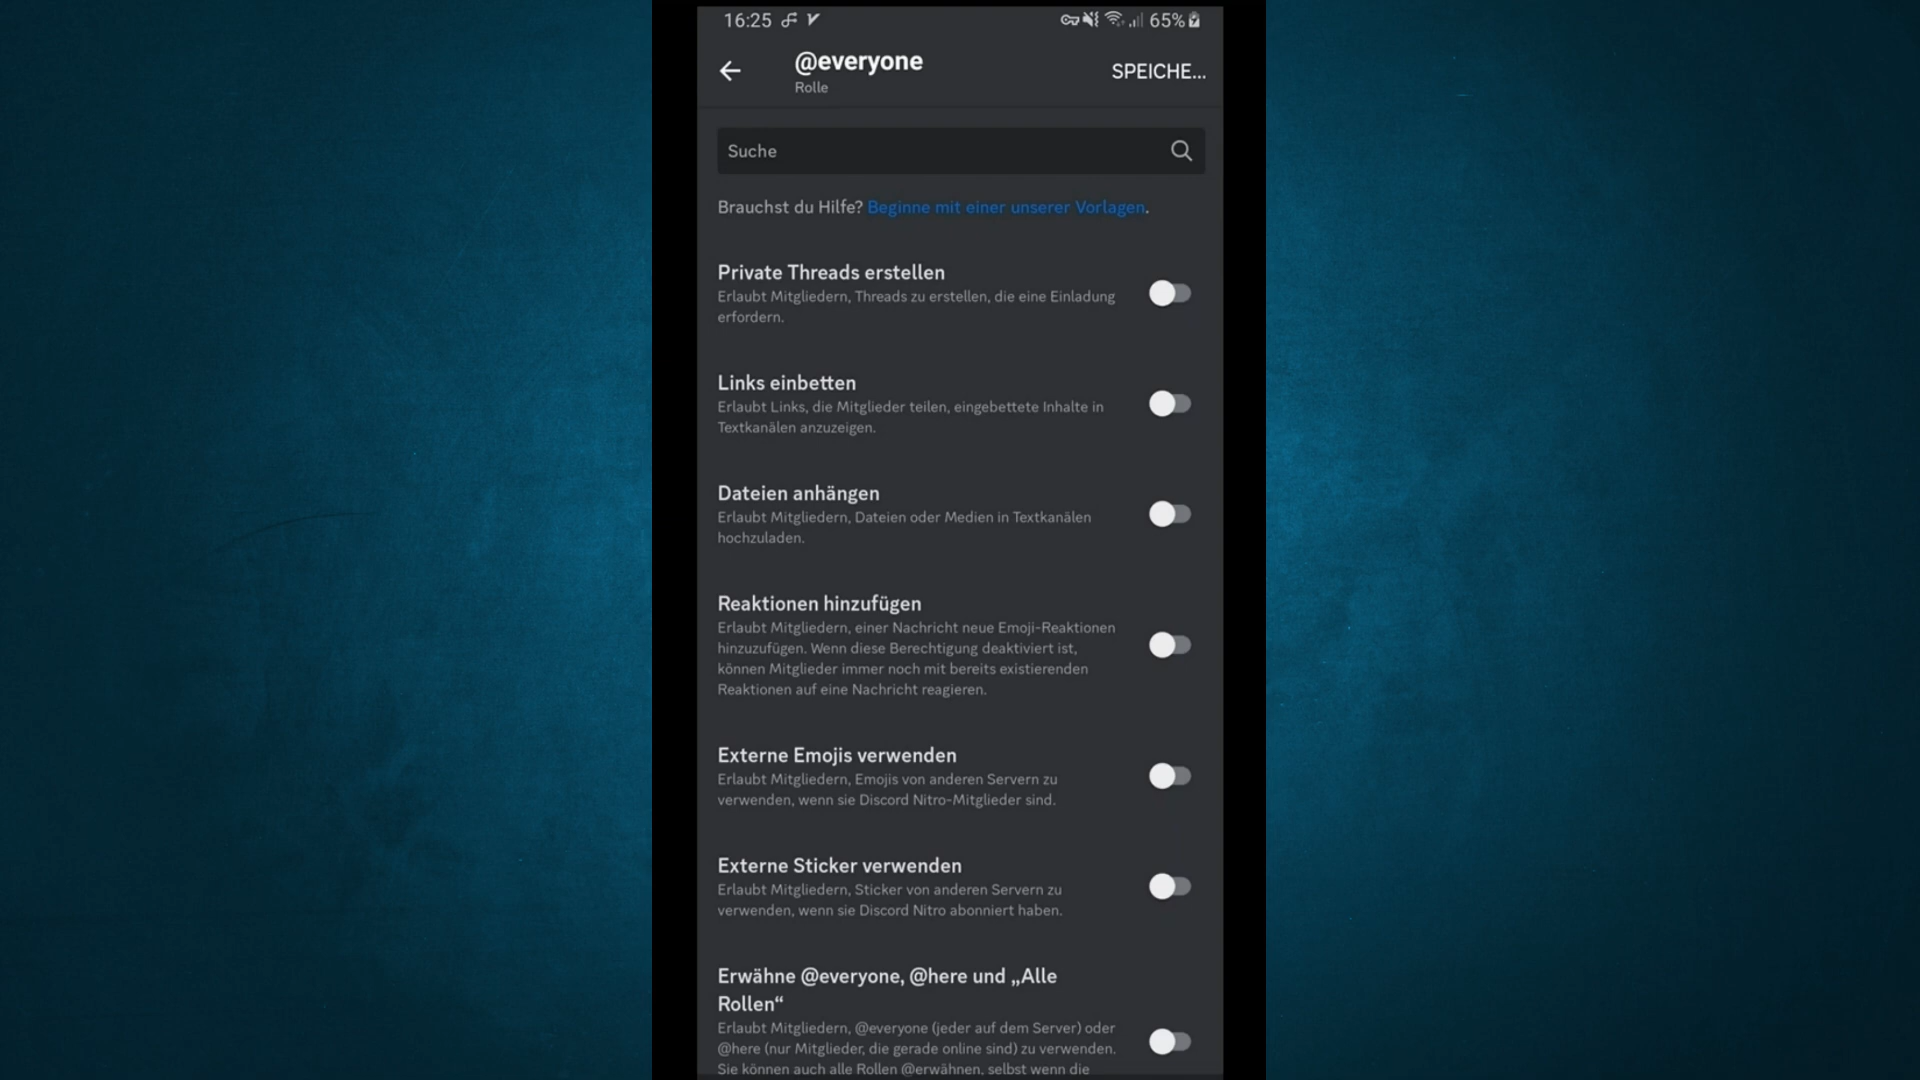 16:25 65%
@everyone
Rolle
SPEICHE...
Suche
Brauchst du Hilfe? Beginne mit einer unserer Vorlagen.
Private Threads erstellen
Erlaubt Mitgliedern, Threads zu erstellen, die eine Einladung
erfordern.
Links einbetten
Erlaubt Links, die Mitglieder teilen, eingebettete Inhalte in
Textkanälen anzuzeigen.
Dateien anhängen
Erlaubt Mitgliedern, Dateien oder Medien in Textkanälen
hochzuladen.
Reaktionen hinzufügen
Erlaubt Mitgliedern, einer Nachricht neue Emoji-Reaktionen
hinzuzufügen. Wenn diese Berechtigung deaktiviert ist,
können Mitglieder immer noch mit bereits existierenden
Reaktionen auf eine Nachricht reagieren.
Externe Emojis verwenden
Erlaubt Mitgliedern, Emojis von anderen Servern zu
verwenden, wenn sie Discord Nitro-Mitglieder sind.
Externe Sticker verwenden
Erlaubt Mitgliedern, Sticker von anderen Servern zu
verwenden, wenn sie Discord Nitro abonniert haben.
Erwähne @everyone, @here und „Alle
Rollen“
Erlaubt Mitgliedern, @everyone (jeder auf dem Server) oder
@here (nur Mitglieder, die gerade online sind) zu verwenden.
Sie können auch alle Rollen @erwähnen, selbst wenn die